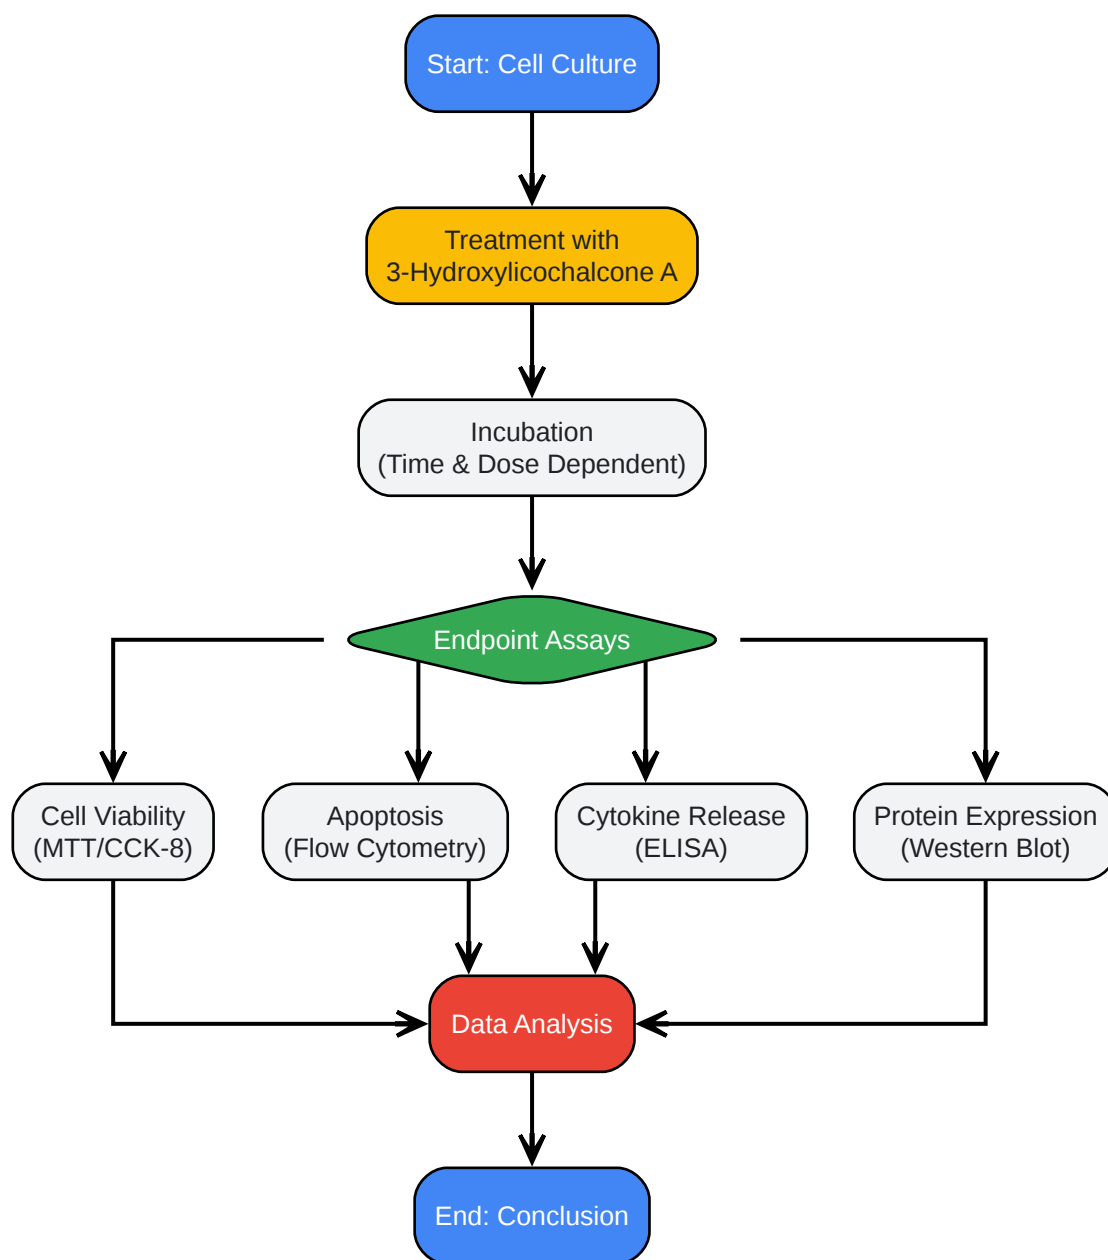 Start: Cell Culture
Treatment with
3-Hydroxylicochalcone A
Incubation
(Time & Dose Dependent)
Endpoint Assays
Cell Viability
(MTT/CCK-8)
Apoptosis
(Flow Cytometry)
Cytokine Release
(ELISA)
Protein Expression
(Western Blot)
Data Analysis
End: Conclusion